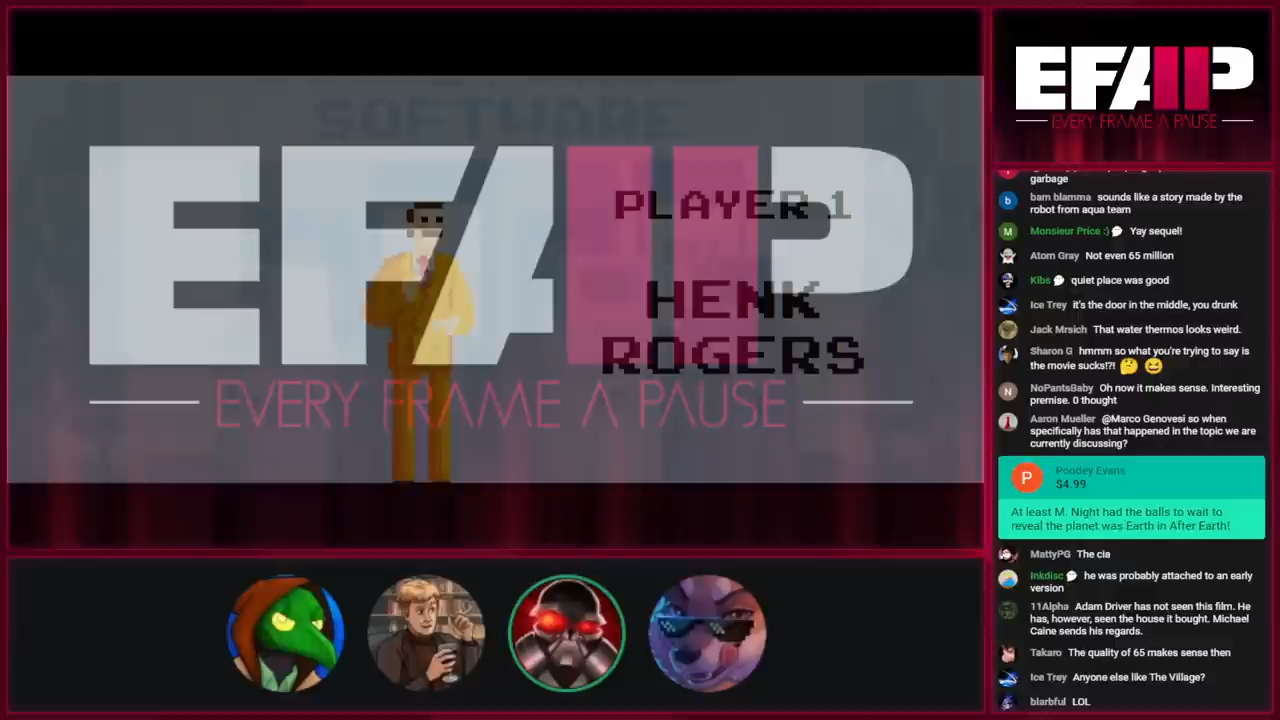 SOFTWARE
EFAP
EVERY FRAME A PAUSE
PLAYER 1
HENK
ROGERS
EFAP
EVERY FRAME A PAUSE
garbage
bam blamma sounds like a story made by the
robot from aqua team
Monsieur Price :) Yay sequel!
Atom Gray Not even 65 million
Kibs quiet place was good
Ice Trey it's the door in the middle, you drunk
Jack Mrsich That water thermos looks weird.
Sharon G hmmm so what you're trying to say is
the movie sucks!?! 🤔 😆
NoPantsBaby Oh now it makes sense. Interesting
premise. 0 thought
Aaron Mueller @Marco Genovesi so when
specifically has that happened in the topic we are
currently discussing?
P
Poodey Evans
$4.99
At least M. Night had the balls to wait to
reveal the planet was Earth in After Earth!
MattyPG The cia
Inkdisc he was probably attached to an early
version
11Alpha Adam Driver has not seen this film. He
has, however, seen the house it bought. Michael
Caine sends his regards.
Takaro The quality of 65 makes sense then
Ice Trey Anyone else like The Village?
blarbful LOL